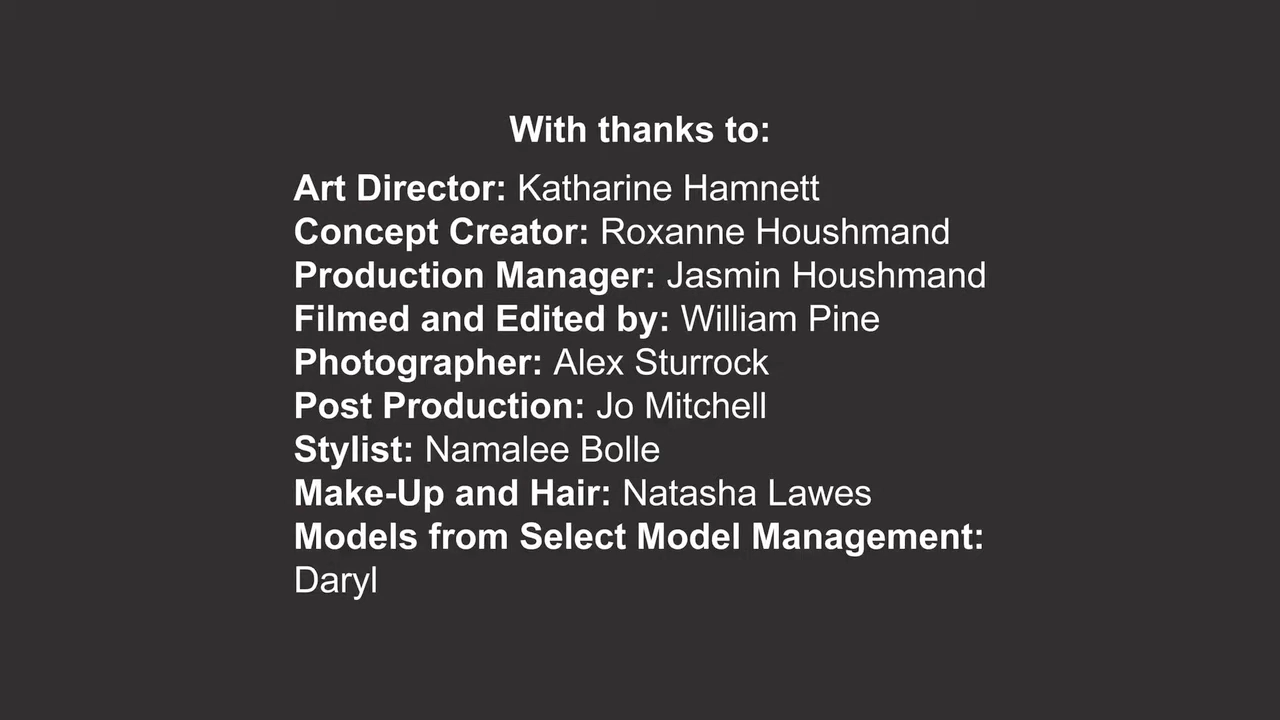 With thanks to:
Art Director: Katharine Hamnett
Concept Creator: Roxanne Houshmand
Production Manager: Jasmin Houshmand
Filmed and Edited by: William Pine
Photographer: Alex Sturrock
Post Production: Jo Mitchell
Stylist: Namalee Bolle
Make-Up and Hair: Natasha Lawes
Models from Select Model Management:
Daryl